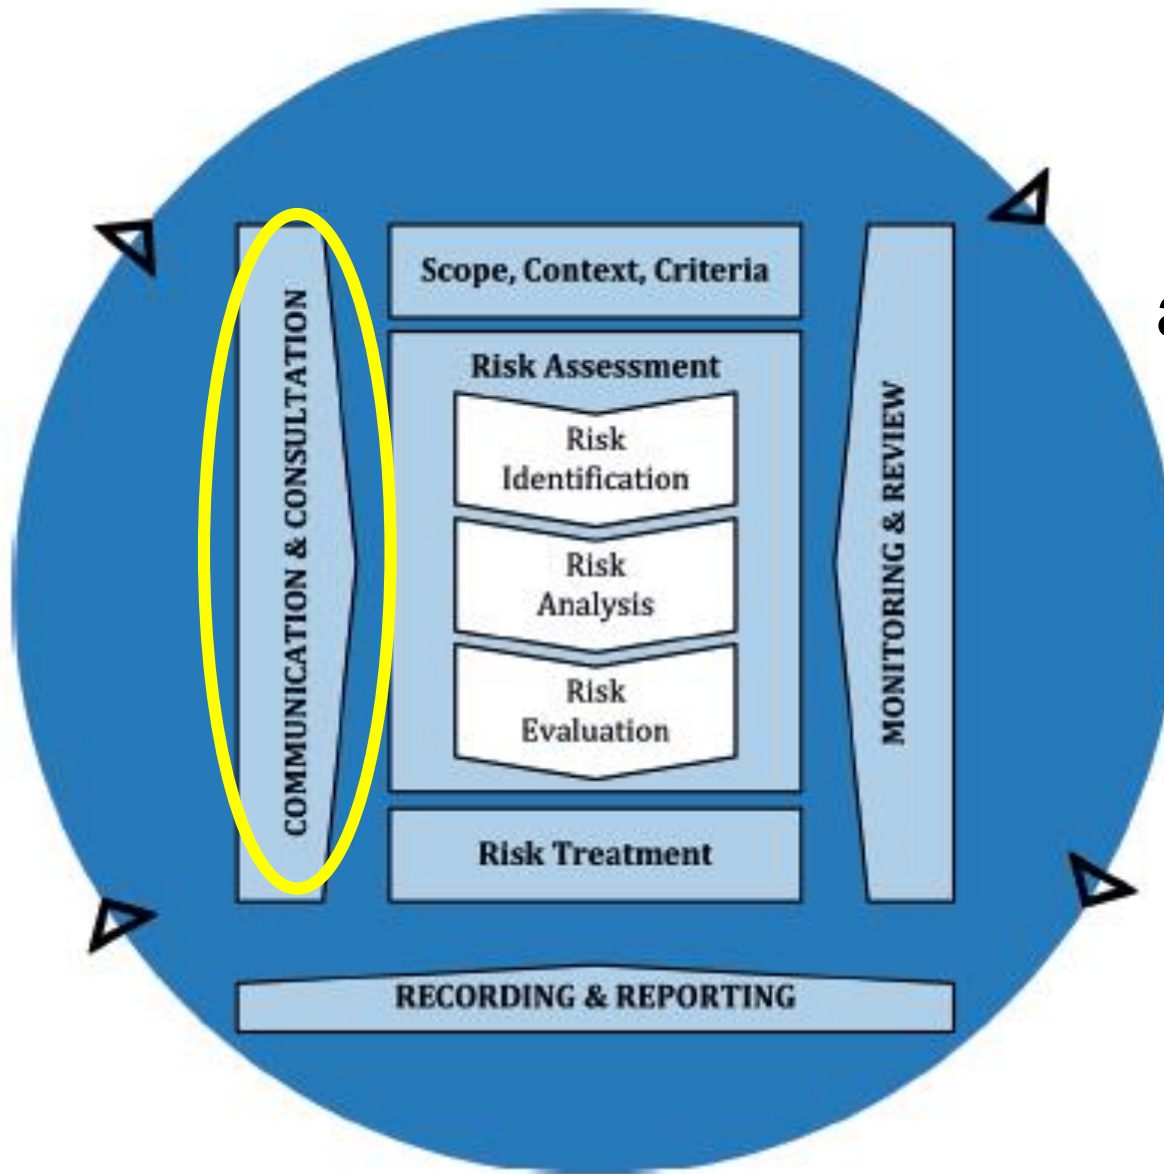 Scope, Context, Criteria
Risk Assessment
Risk
Identification
Risk
Analysis
Risk
Evaluation
Risk Treatment
COMMUNICATION & CONSULTATION
MONITORING & REVIEW
RECORDING & REPORTING